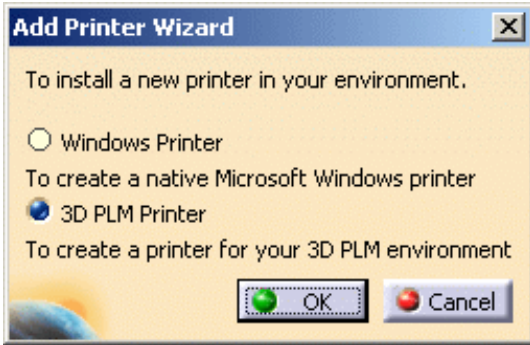 Add Printer Wizard
To install a new printer in your environment.
Windows Printer
To create a native Microsoft Windows printer
3D PLM Printer
To create a printer for your 3D PLM environment
OK Cancel